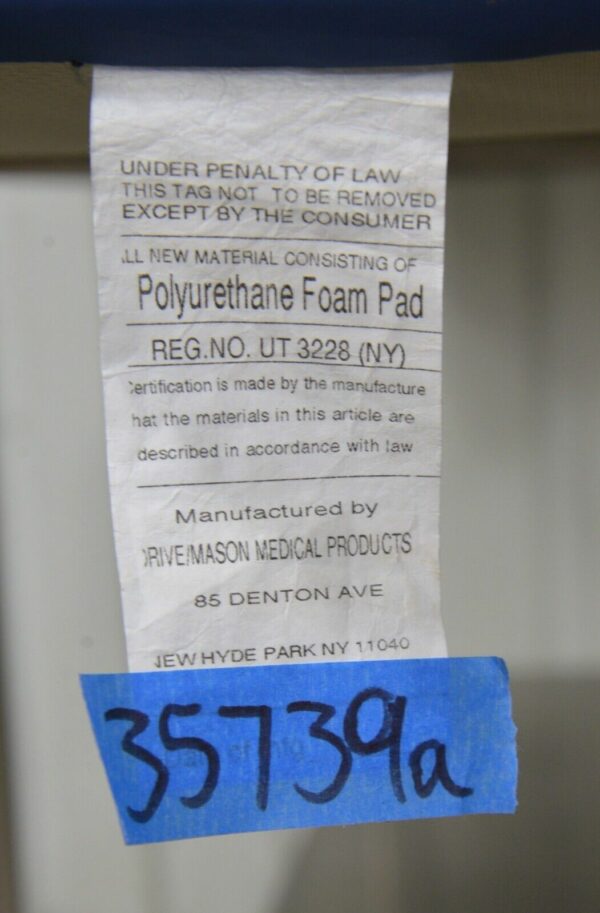 UNDER PENALTY OF LAW
THIS TAG NOT TO BE REMOVED
EXCEPT BY THE CONSUMER
LL NEW MATERIAL CONSISTING OF
Polyurethane Foam Pad
REG.NO. UT 3228 (NY)
ertification is made by the manufacture
hat the materials in this article are
described in accordance with law
Manufactured by
RIVE/MASON MEDICAL PRODUCTS
85 DENTON AVE
NEW HYDE PARK NY 11040
35739a